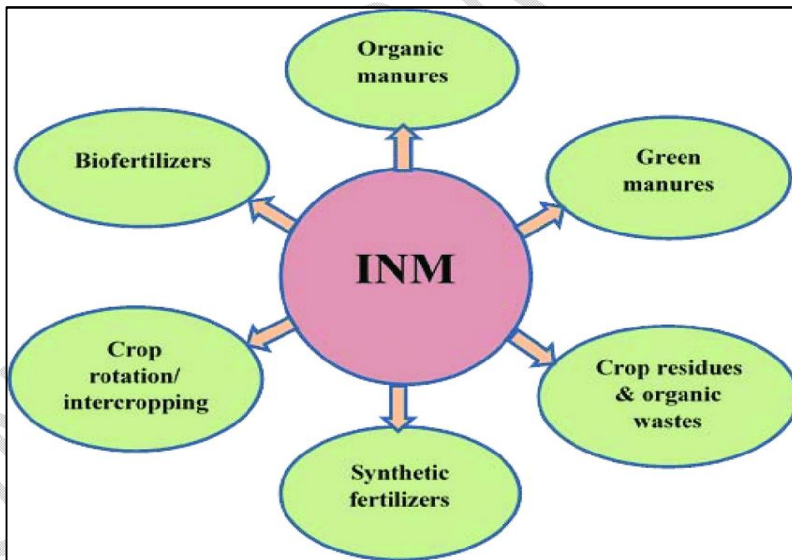 Organic
manures
Biofertilizers
Green
manures
INM
Crop
rotation/
intercropping
Crop residues
& organic
wastes
Synthetic
fertilizers